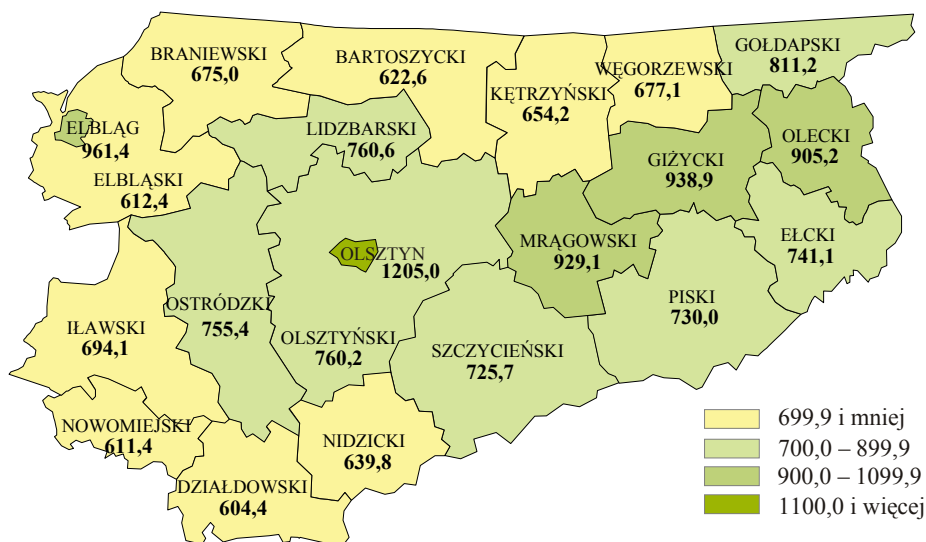 BRANIEWSKI
675,0
BARTOSZYCKI
622,6
KĘTRZYŃSKI
654,2
WĘGORZEWSKI
677,1
GOŁDAPSKI
811,2
ELBLĄG
961,4
ELBLĄSKI
612,4
LIDZBARSKI
760,6
GIŻYCKI
938,9
OLECKI
905,2
OLSZTYN
1205,0
MRĄGOWSKI
929,1
EŁCKI
741,1
IŁAWSKI
694,1
OSTRÓDZKI
755,4
OLSZTYŃSKI
760,2
SZCZYCIEŃSKI
725,7
PISKI
730,0
NOWOMIEJSKI
611,4
NIDZICKI
639,8
DZIAŁDOWSKI
604,4
699,9 i mniej
700,0 – 899,9
900,0 – 1099,9
1100,0 i więcej